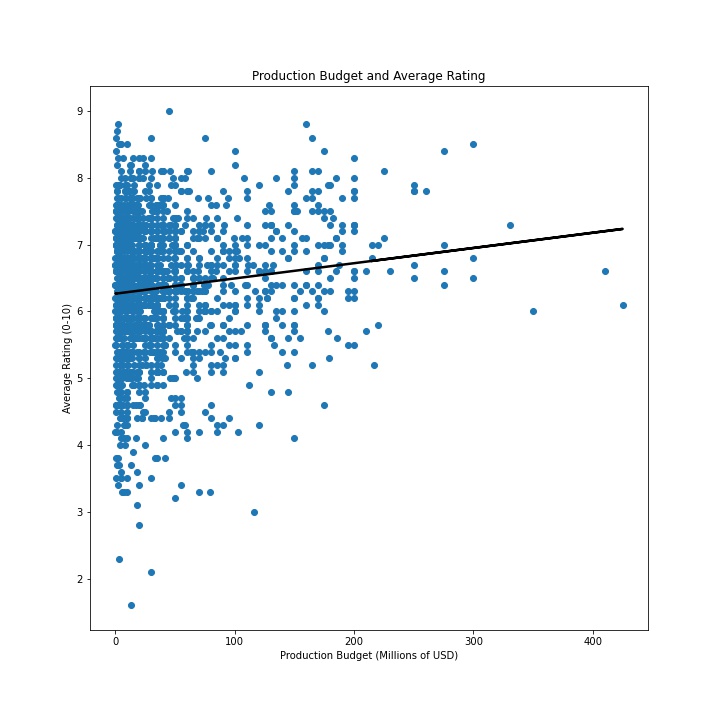 Production Budget and Average Rating
9
8
7
6
5
4
3
2
Average Rating (0-10)
0 100 200 300 400
Production Budget (Millions of USD)